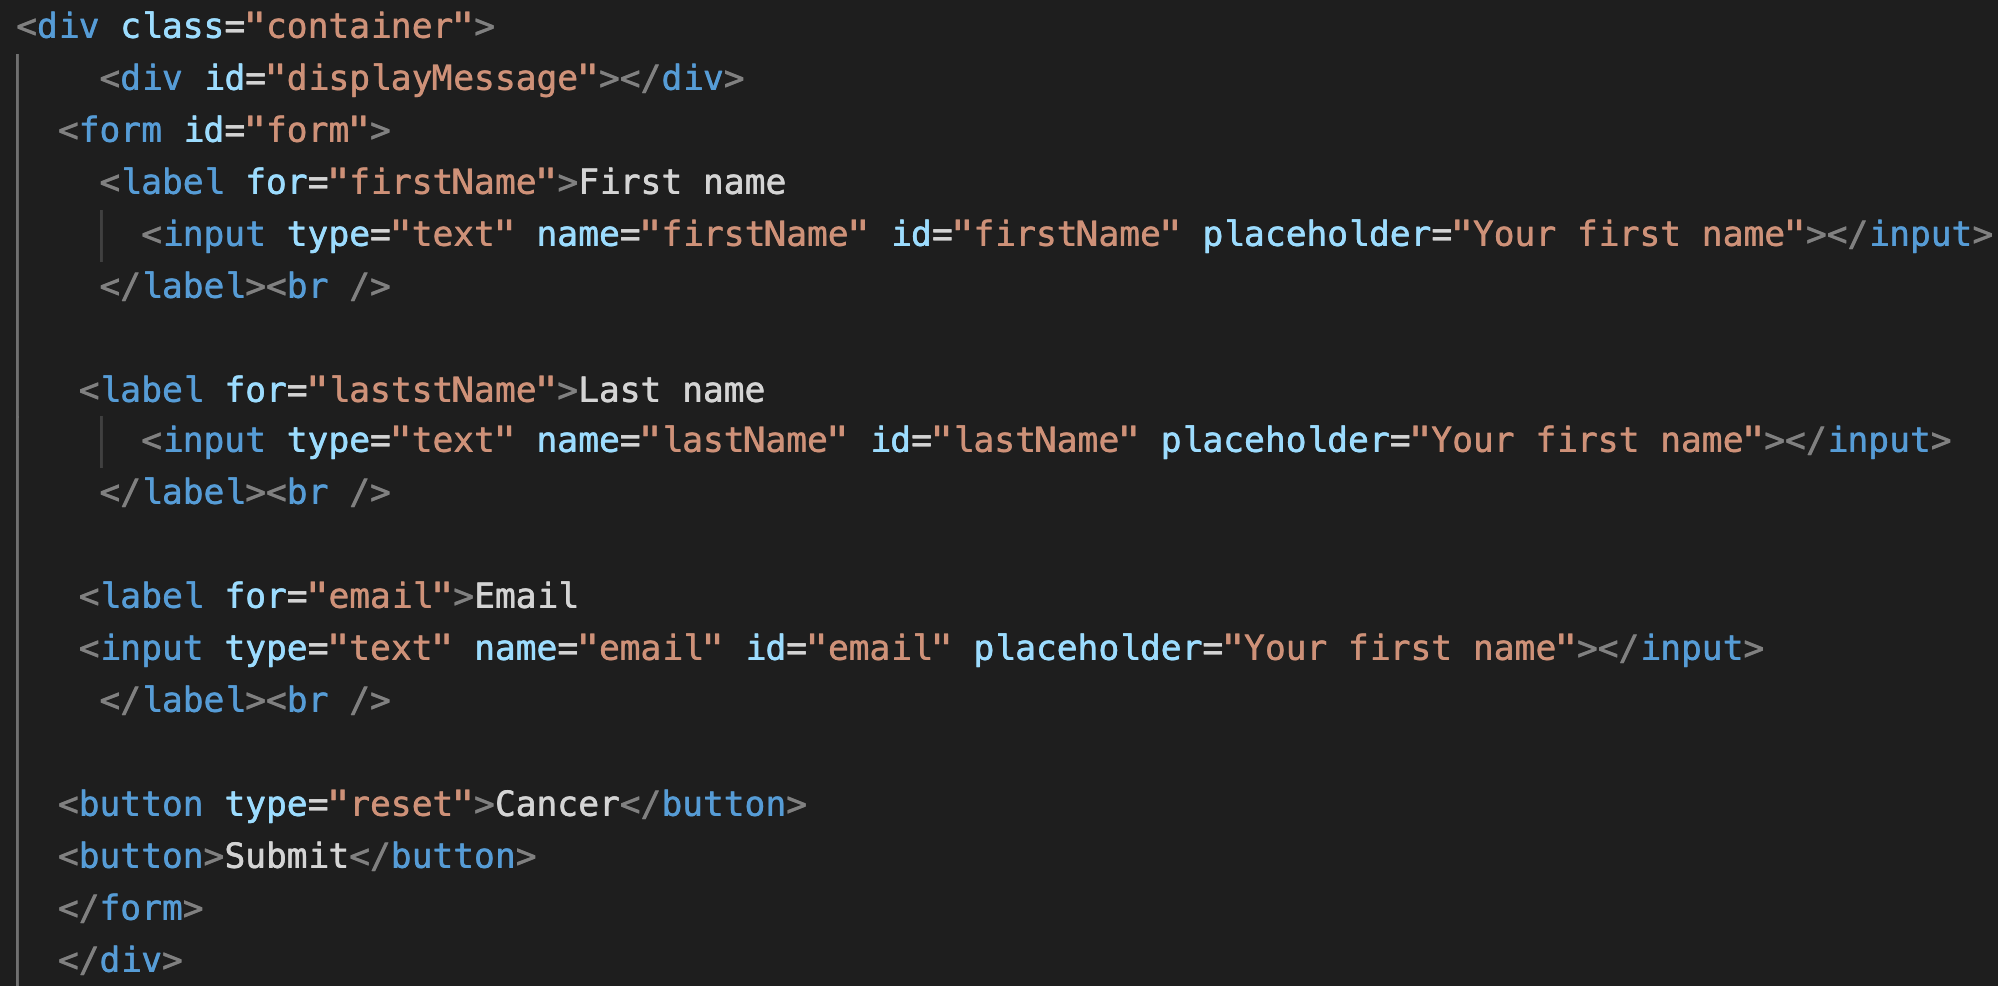 <div class="container">
<div id="displayMessage"></div>
<form id="form">
<label for="firstName">First name
<input type="text" name="firstName" id="firstName" placeholder="Your first name"></input>
</label><br />
<label for="laststName">Last name
<input type="text" name="lastName" id="lastName" placeholder="Your first name"></input>
</label><br />
<label for="email">Email
<input type="text" name="email" id="email" placeholder="Your first name"></input>
</label><br />
<button type="reset">Cancer</button>
<button>Submit</button>
</form>
</div>